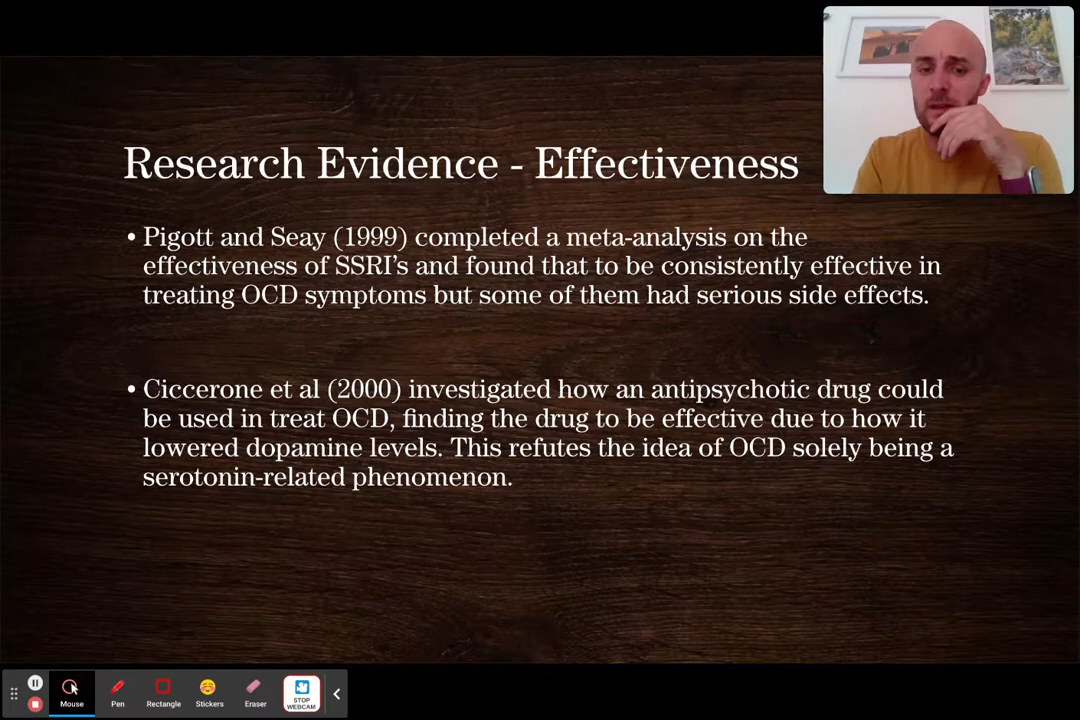 Research Evidence - Effectiveness
• Pigott and Seay (1999) completed a meta-analysis on the
effectiveness of SSRI's and found that to be consistently effective in
treating OCD symptoms but some of them had serious side effects.
• Ciccerone et al (2000) investigated how an antipsychotic drug could
be used in treat OCD, finding the drug to be effective due to how it
lowered dopamine levels. This refutes the idea of OCD solely being a
serotonin-related phenomenon.
Mouse
Pen
Rectangle
Stickers
Eraser
STOP
WEBCAM